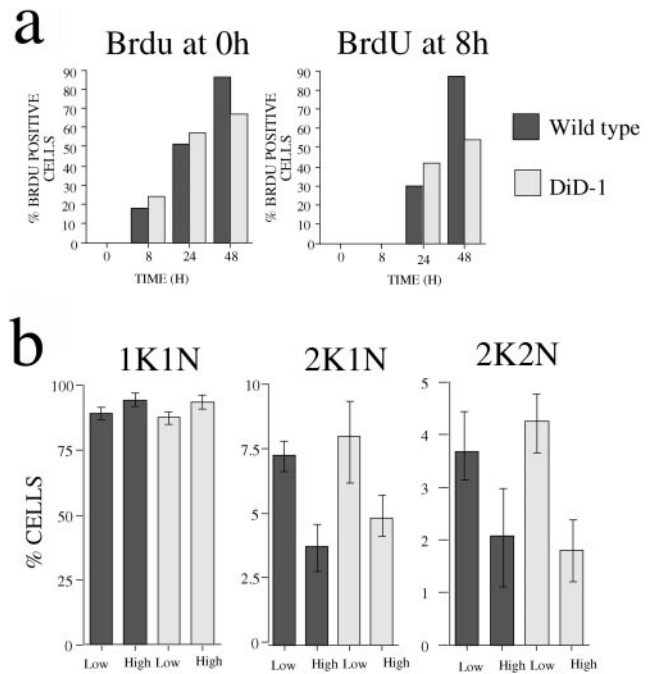 a
Brdu at 0h
BrdU at 8h
% BRDU POSITIVE
CELLS
90
80
70
60
50
40
30
20
10
0
0 8 24 48
TIME (H)
% BRDU POSITIVE
CELLS
90
80
70
60
50
40
30
20
10
0
0 8 24 48
TIME (H)
Wild type
DiD-1
b
1K1N
2K1N
2K2N
% CELLS
100
75
50
25
0
Low High Low High
10
7.5
5
2.5
0
Low High Low High
5
4
3
2
1
0
Low High Low High